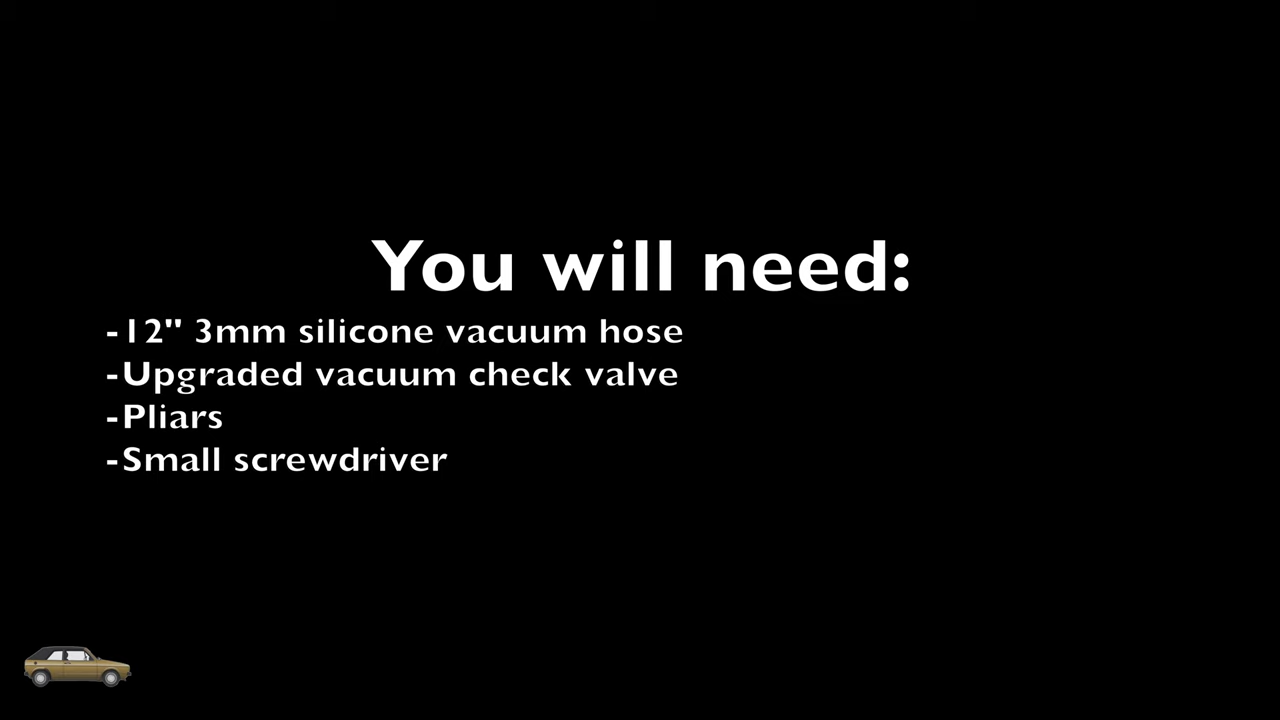 You will need:
-12" 3mm silicone vacuum hose
-Upgraded vacuum check valve
-Pliars
-Small screwdriver